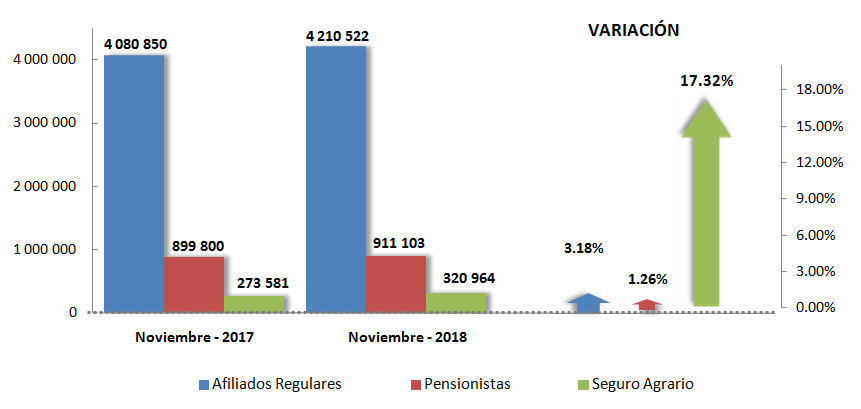 VARIACIÓN
4 080 850
4 210 522
4 000 000
3 000 000
2 000 000
1 000 000
0
899 800
273 581
911 103
320 964
3.18%
1.26%
17.32%
18.00%
15.00%
12.00%
9.00%
6.00%
3.00%
0.00%
Noviembre - 2017
Noviembre - 2018
Afiliados Regulares
Pensionistas
Seguro Agrario